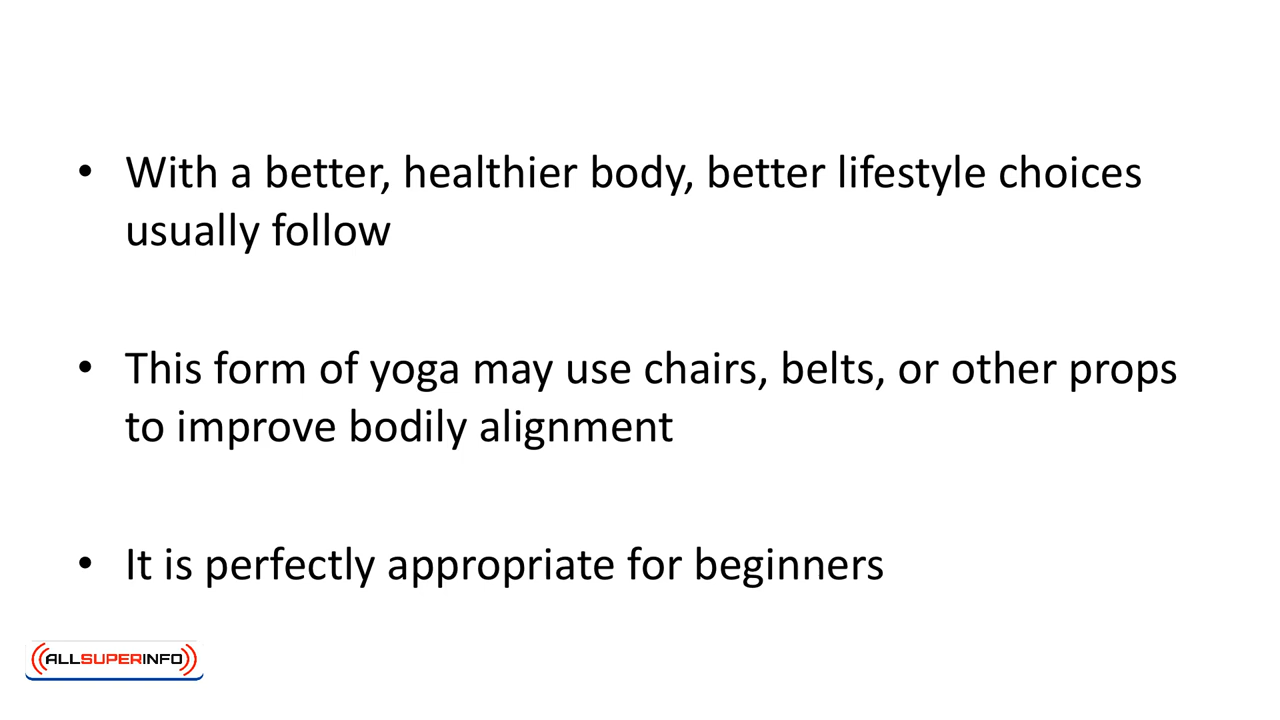 • With a better, healthier body, better lifestyle choices
usually follow
• This form of yoga may use chairs, belts, or other props
to improve bodily alignment
• It is perfectly appropriate for beginners
ALLSUPERINFO